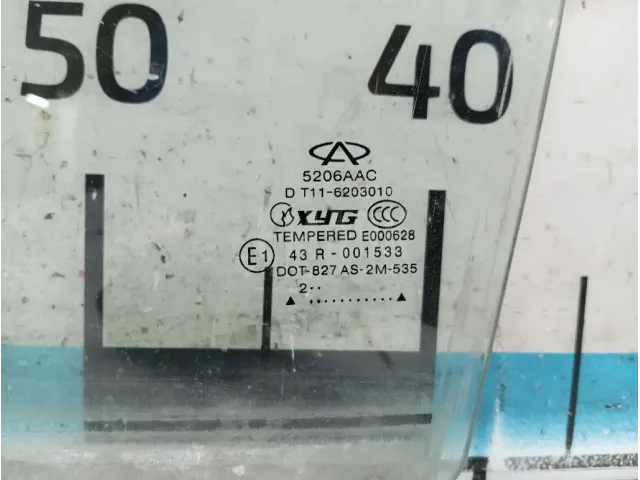 50 40
5206AAC
D T11-6203010
XYG CCC
TEMPERED E000628
E1 43 R - 001533
DOT-827 AS-2M-535
2··
▲ ·········· ▲